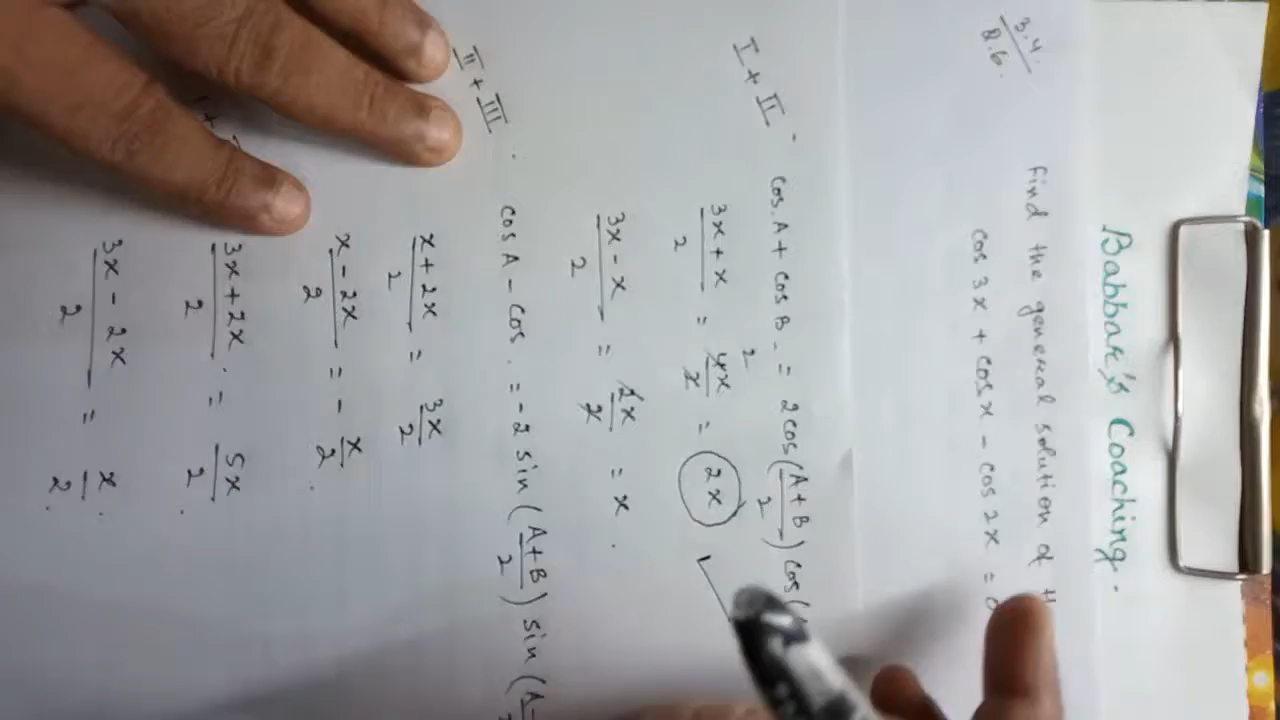 Babbar's Coaching.
3.4.
8.6.
Find the general solution of
cos 3x + cos x - cos 2x =
I + II. cos.A + cos B. = 2cos(A+B/2) cos(
3x+x/2 = 4x/2 = 2x
2
3x-x/2 = 2x/2 = x.
II + III. cos A - cos. = -2 sin(A+B/2) sin(A-
x+2x/2 = 3x/2
x-2x/2 = -x/2.
3x+2x/2 = 5x/2.
3x-2x/2 = x/2.